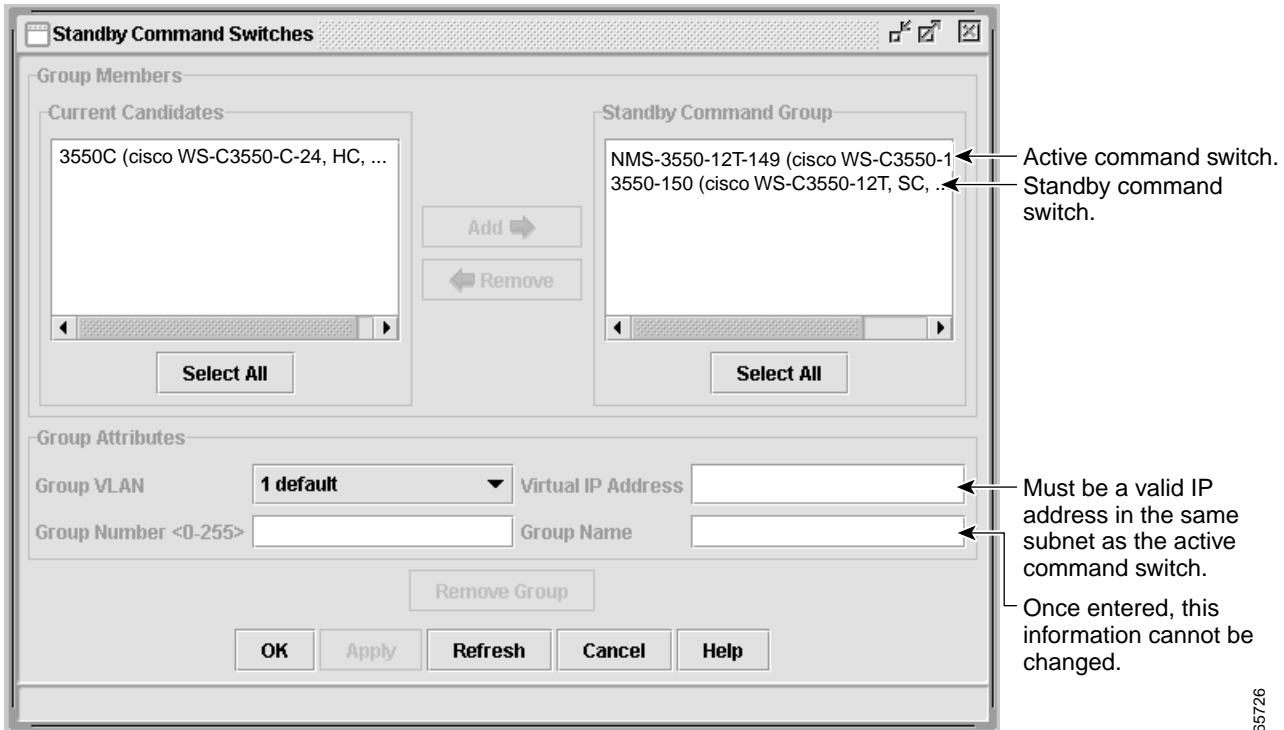 Standby Command Switches
Group Members
Current Candidates
3550C (cisco WS-C3550-C-24, HC, ...
Add
Remove
Select All
Standby Command Group
NMS-3550-12T-149 (cisco WS-C3550-1
3550-150 (cisco WS-C3550-12T, SC, ..
Select All
Active command switch.
Standby command
switch.
Group Attributes
Group VLAN
1 default
Virtual IP Address
Group Number <0-255>
Group Name
Must be a valid IP
address in the same
subnet as the active
command switch.
Once entered, this
information cannot be
changed.
Remove Group
OK
Apply
Refresh
Cancel
Help
65726